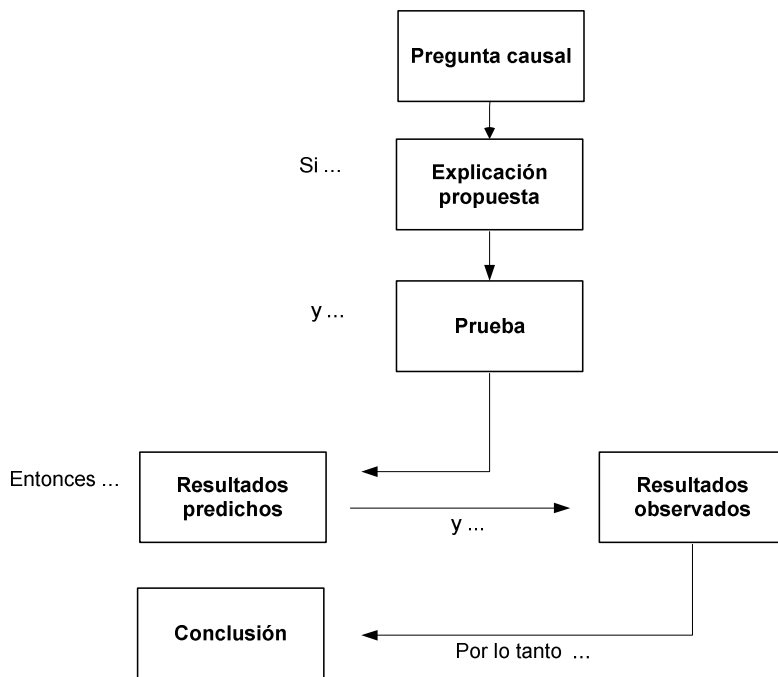 Pregunta causal
Si ...
Explicación
propuesta
y ...
Prueba
Entonces ...
Resultados
predichos
y ...
Resultados
observados
Conclusión
Por lo tanto ...